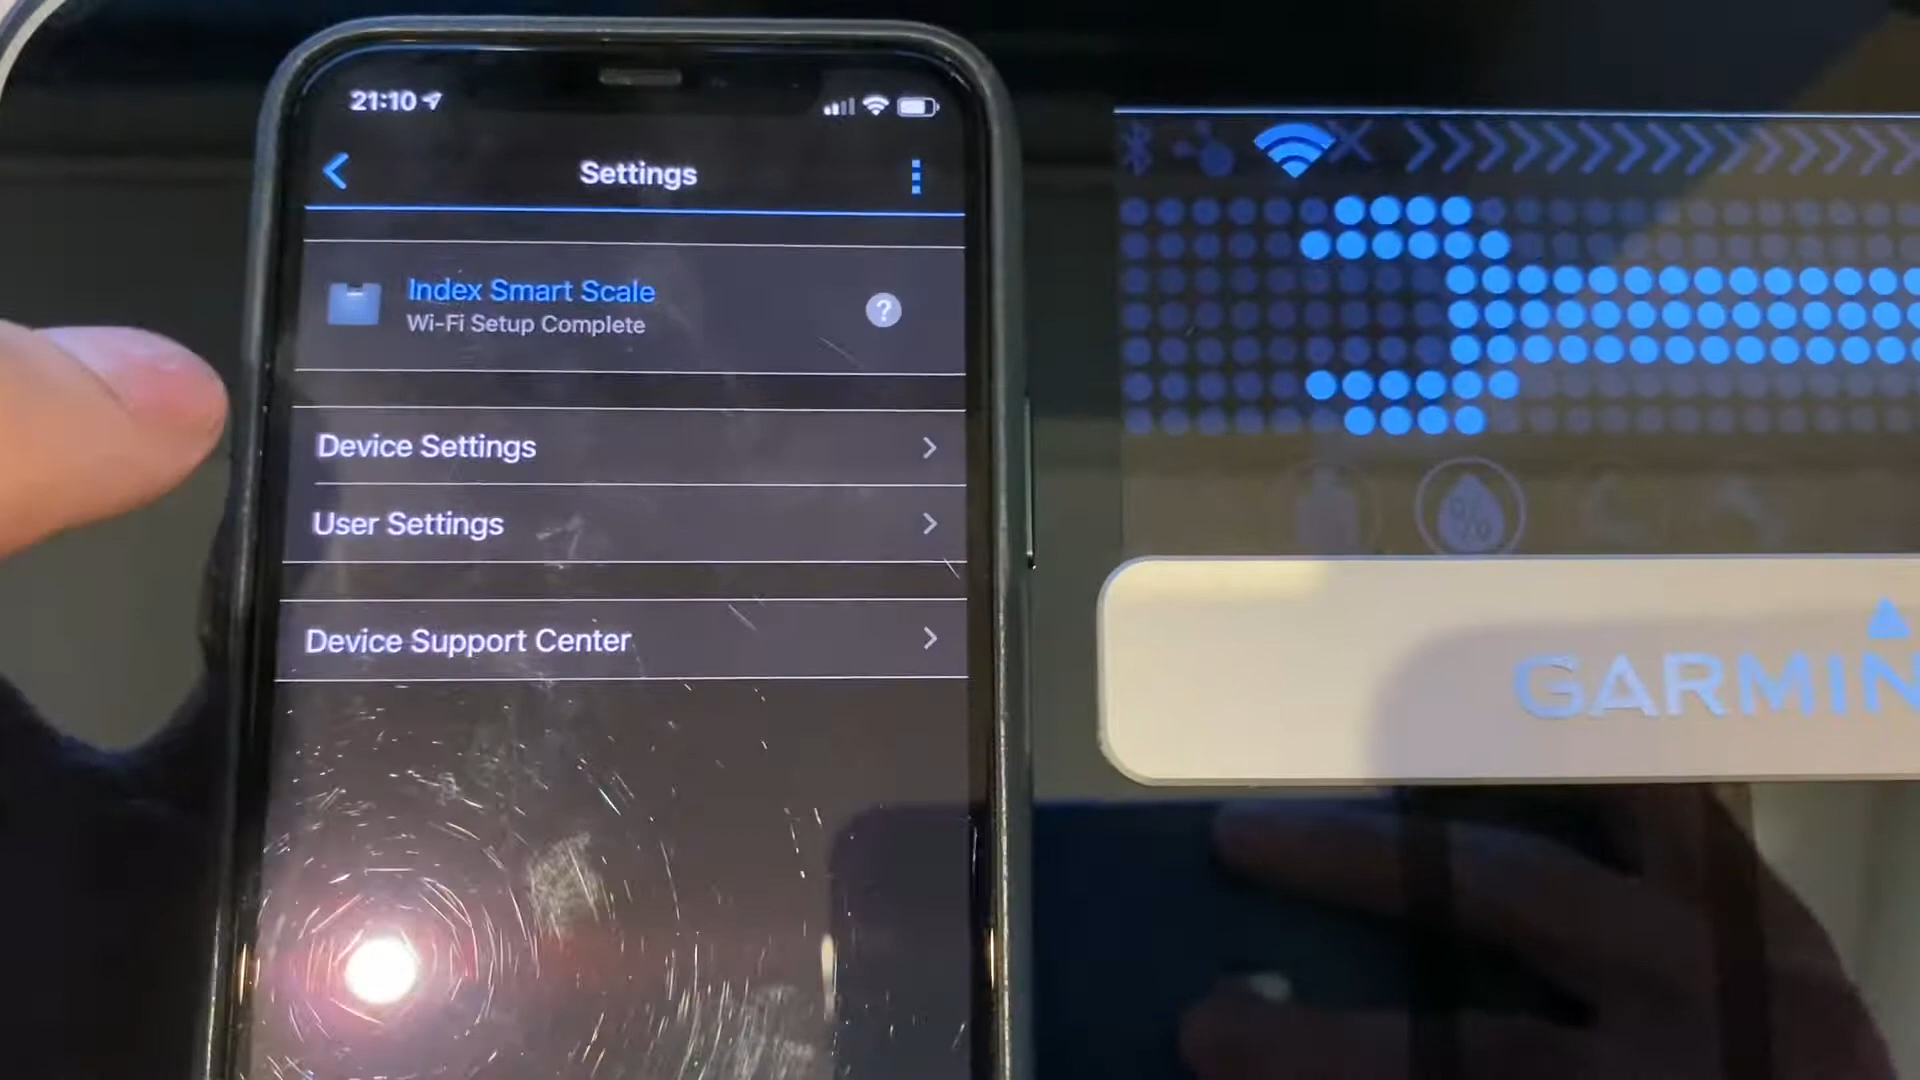 21:10
Settings
Index Smart Scale
Wi-Fi Setup Complete
?
Device Settings
User Settings
Device Support Center
%
GARMIN